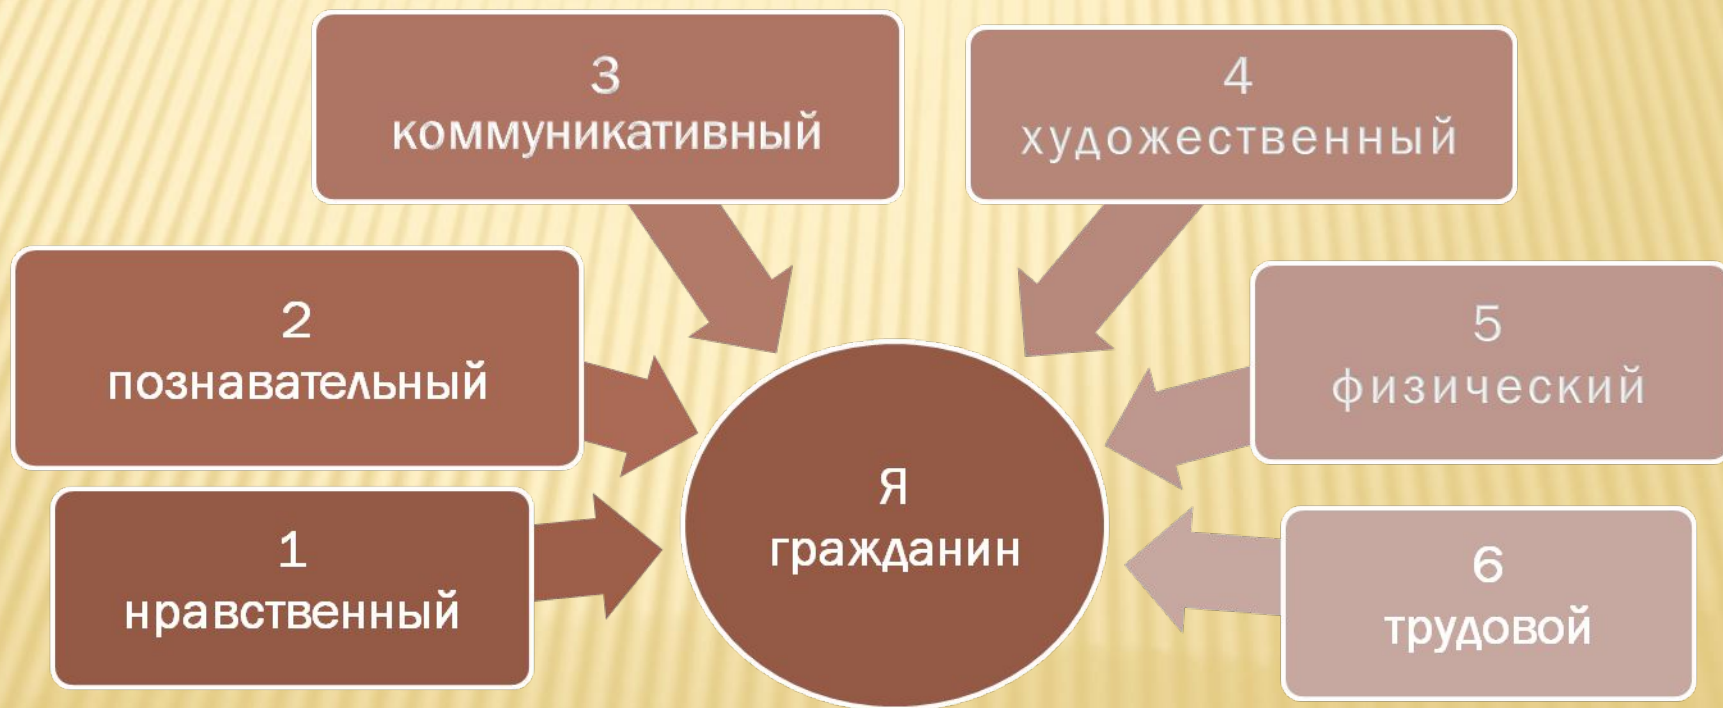 3
коммуникативный
4
художественный
2
познавательный
5
физический
1
нравственный
Я
гражданин
6
трудовой